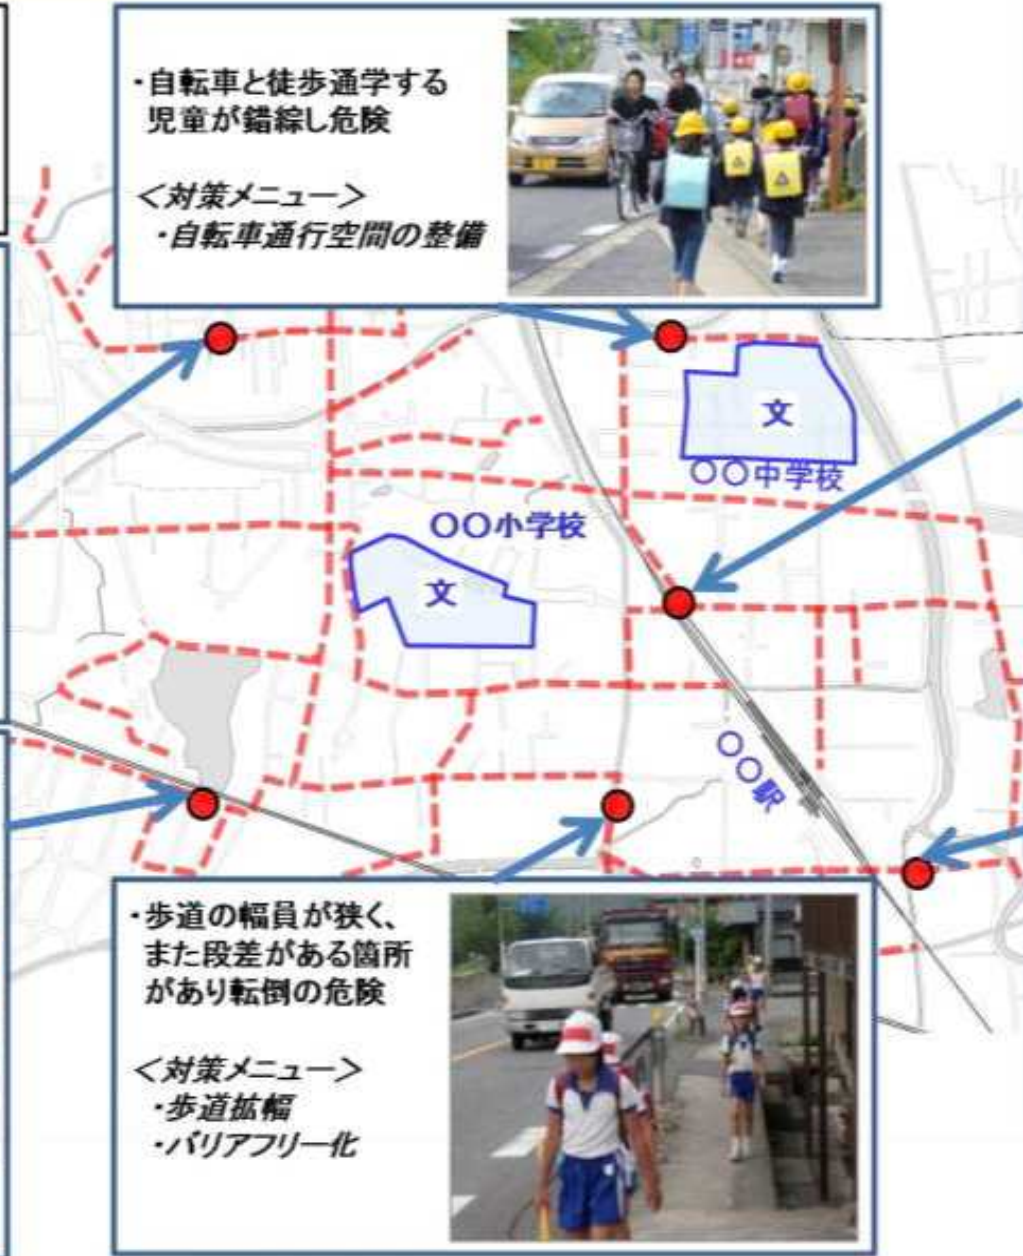 ・自転車と徒歩通学する
児童が錯綜し危険
＜対策メニュー＞
・自転車通行空間の整備
文
〇〇中学校
〇〇小学校
文
〇〇駅
・歩道の幅員が狭く、
また段差がある箇所
があり転倒の危険
＜対策メニュー＞
・歩道拡幅
・バリアフリー化